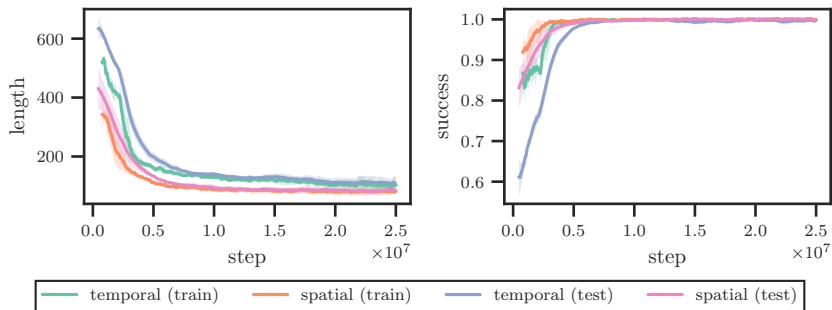 600
400
200
length
0.0 0.5 1.0 1.5 2.0 2.5
step
×10⁷
1.0
0.9
0.8
0.7
0.6
success
0.0 0.5 1.0 1.5 2.0 2.5
step
×10⁷
temporal (train) spatial (train) temporal (test) spatial (test)